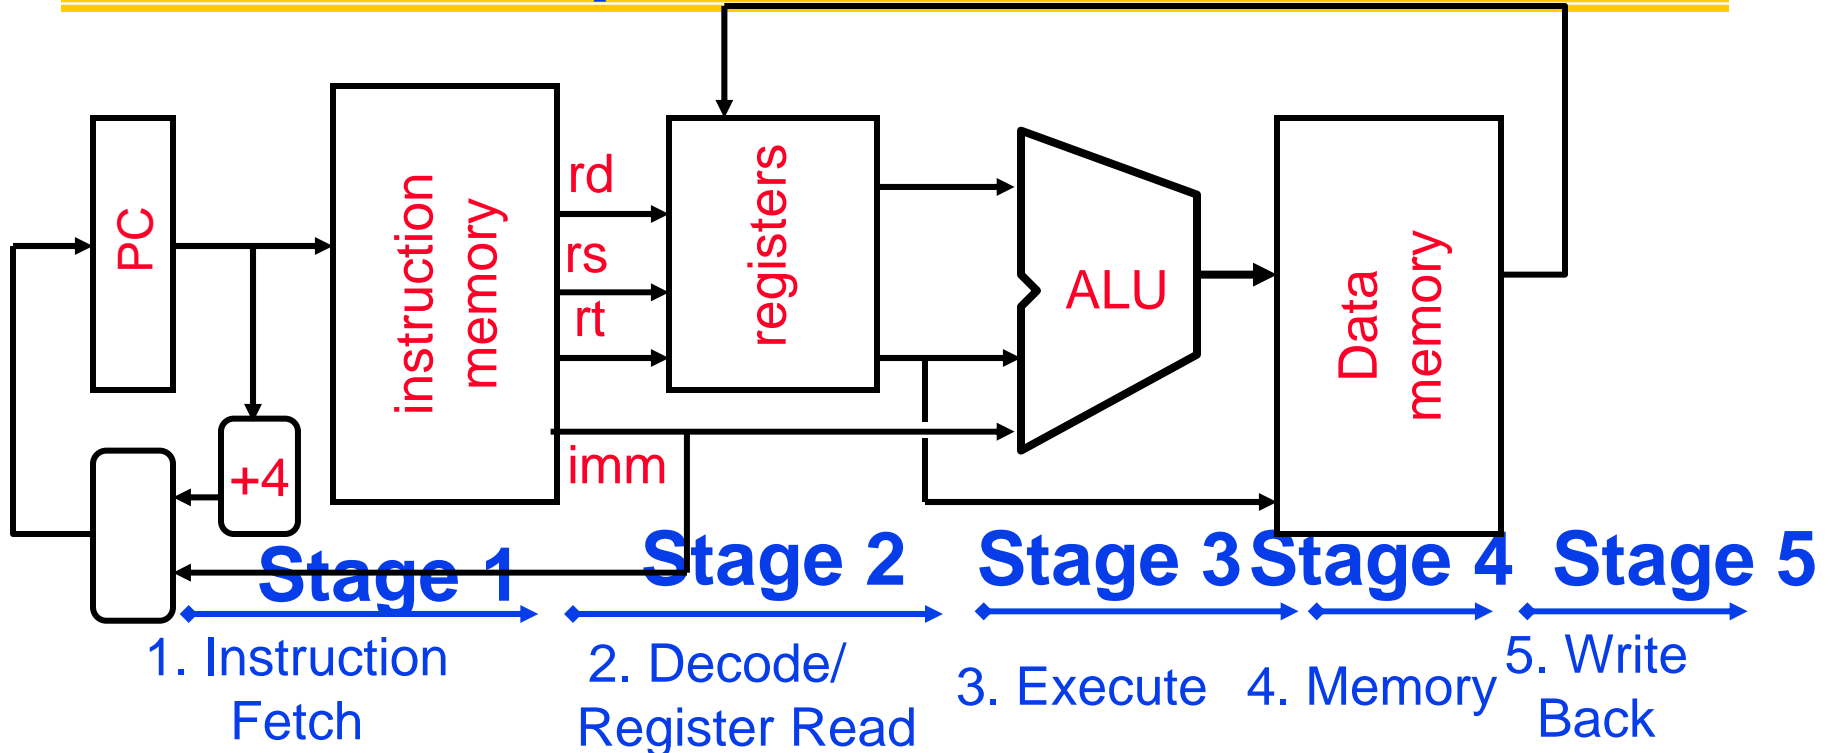 PC
+4
instruction
memory
rd
rs
rt
imm
registers
ALU
Data
memory
Stage 1
Stage 2
Stage 3
Stage 4
Stage 5
1. Instruction
Fetch
2. Decode/
Register Read
3. Execute
4. Memory
5. Write
Back